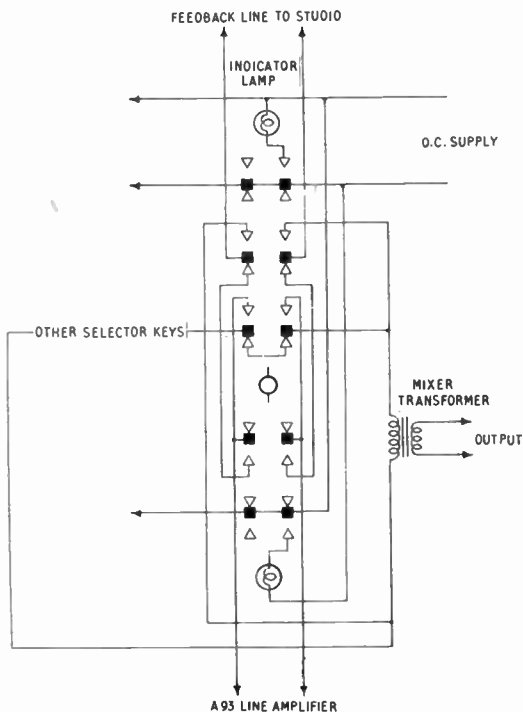 FEEDBACK LINE TO STUDIO
INDICATOR
LAMP
D.C. SUPPLY
OTHER SELECTOR KEYS
MIXER
TRANSFORMER
OUTPUT
A93 LINE AMPLIFIER